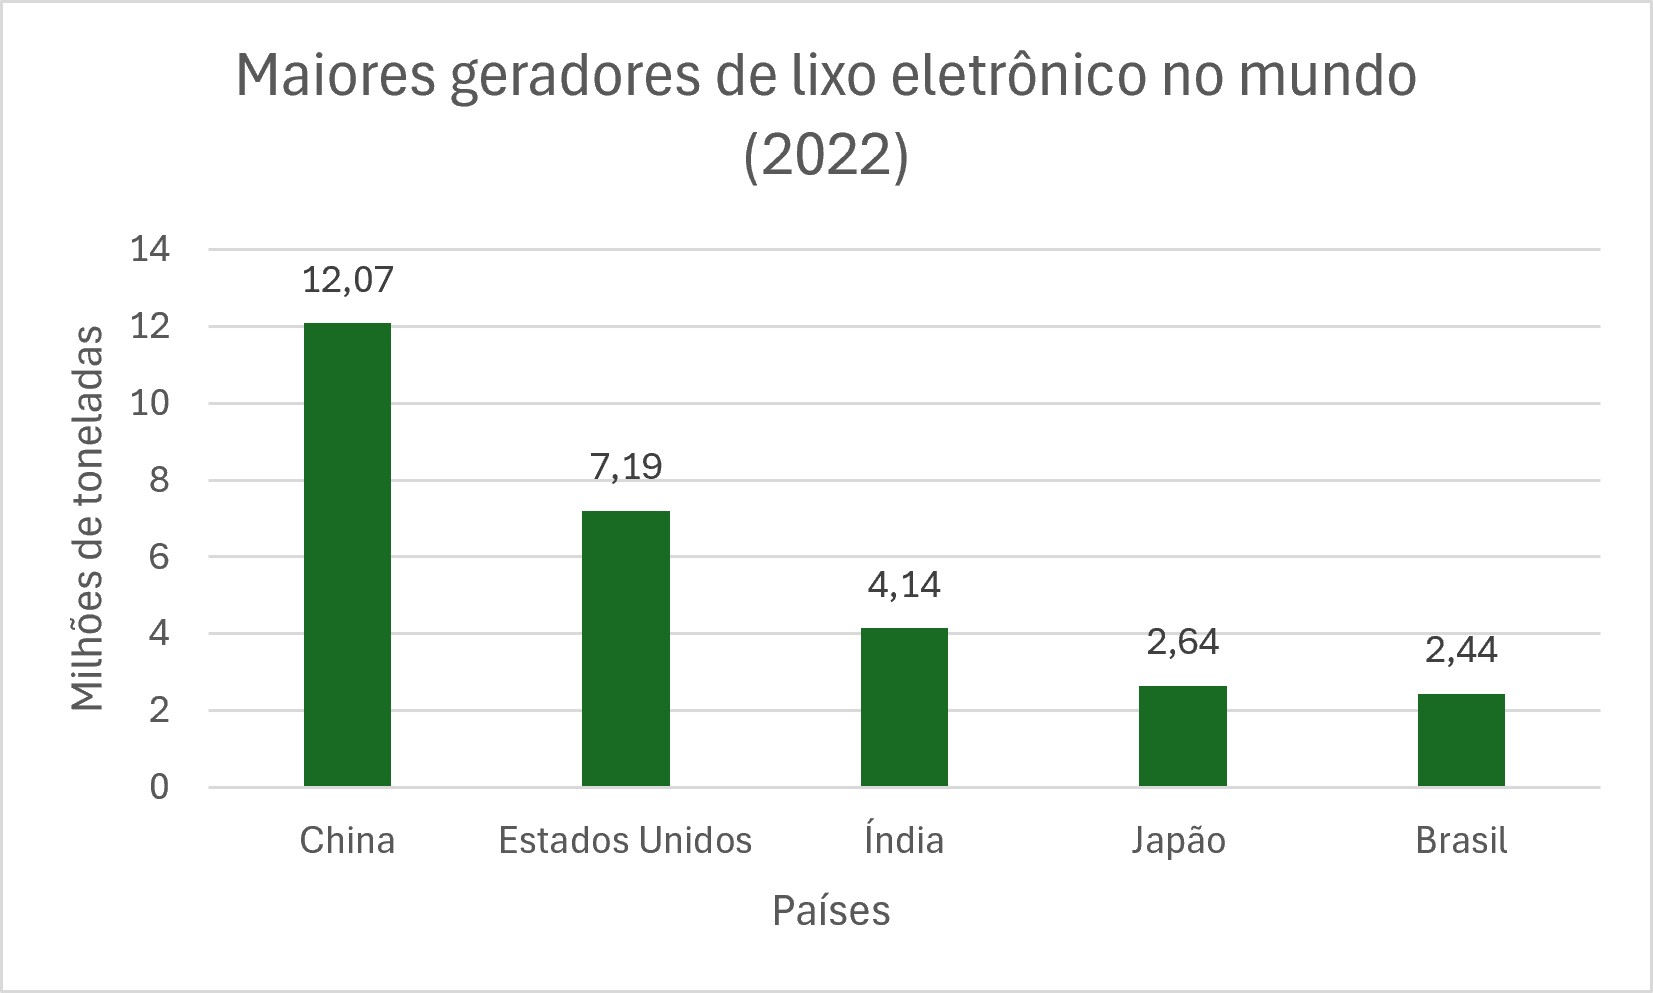 Maiores geradores de lixo eletrônico no mundo
(2022)
Milhões de toneladas
14
12
10
8
6
4
2
0
12,07
7,19
4,14
2,64
2,44
China
Estados Unidos
Índia
Japão
Brasil
Países